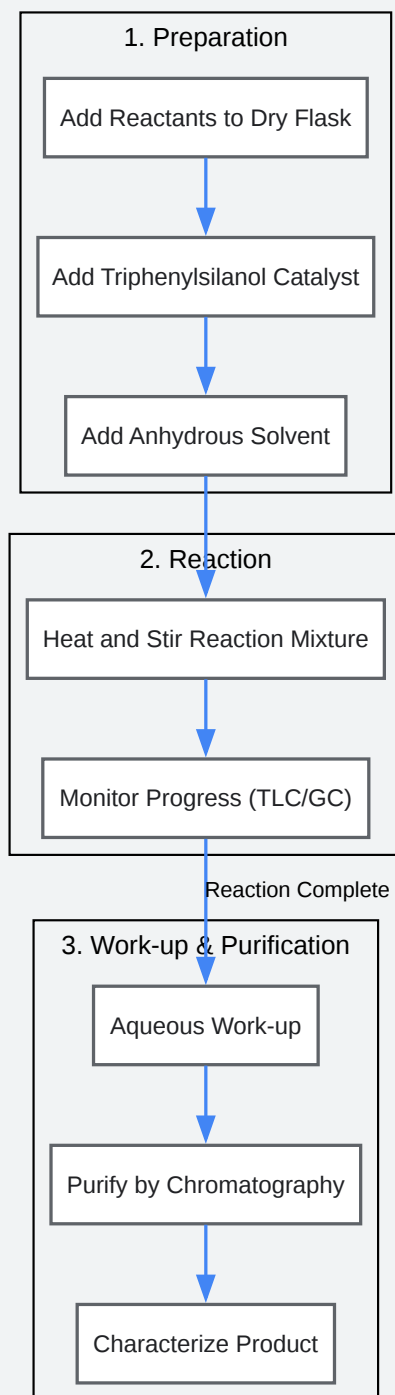 1. Preparation
Add Reactants to Dry Flask
Add Triphenylsilanol Catalyst
Add Anhydrous Solvent
2. Reaction
Heat and Stir Reaction Mixture
Monitor Progress (TLC/GC)
Reaction Complete
3. Work-up & Purification
Aqueous Work-up
Purify by Chromatography
Characterize Product